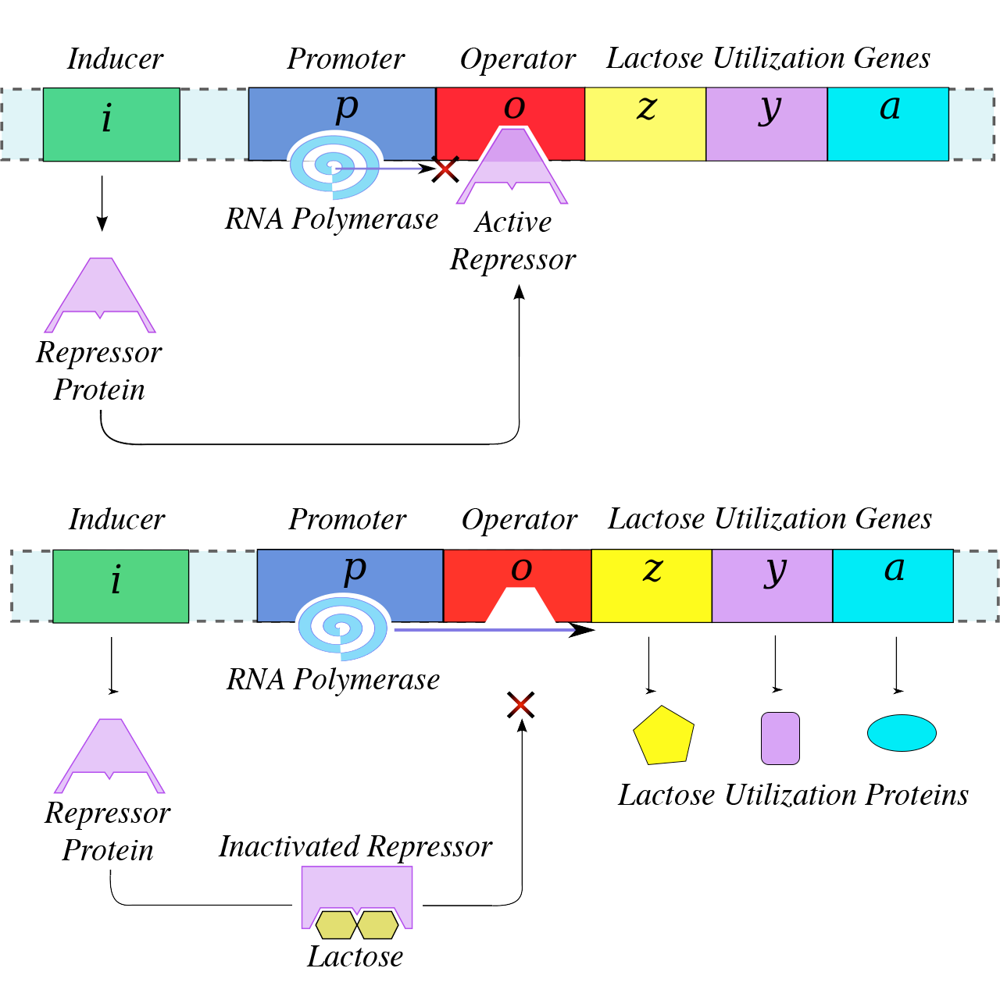 Inducer Promoter Operator Lactose Utilization Genes
i p o z y a
RNA Polymerase
Active
Repressor
Repressor
Protein
Inducer Promoter Operator Lactose Utilization Genes
i p o z y a
RNA Polymerase
Lactose Utilization Proteins
Repressor
Protein
Inactivated Repressor
Lactose